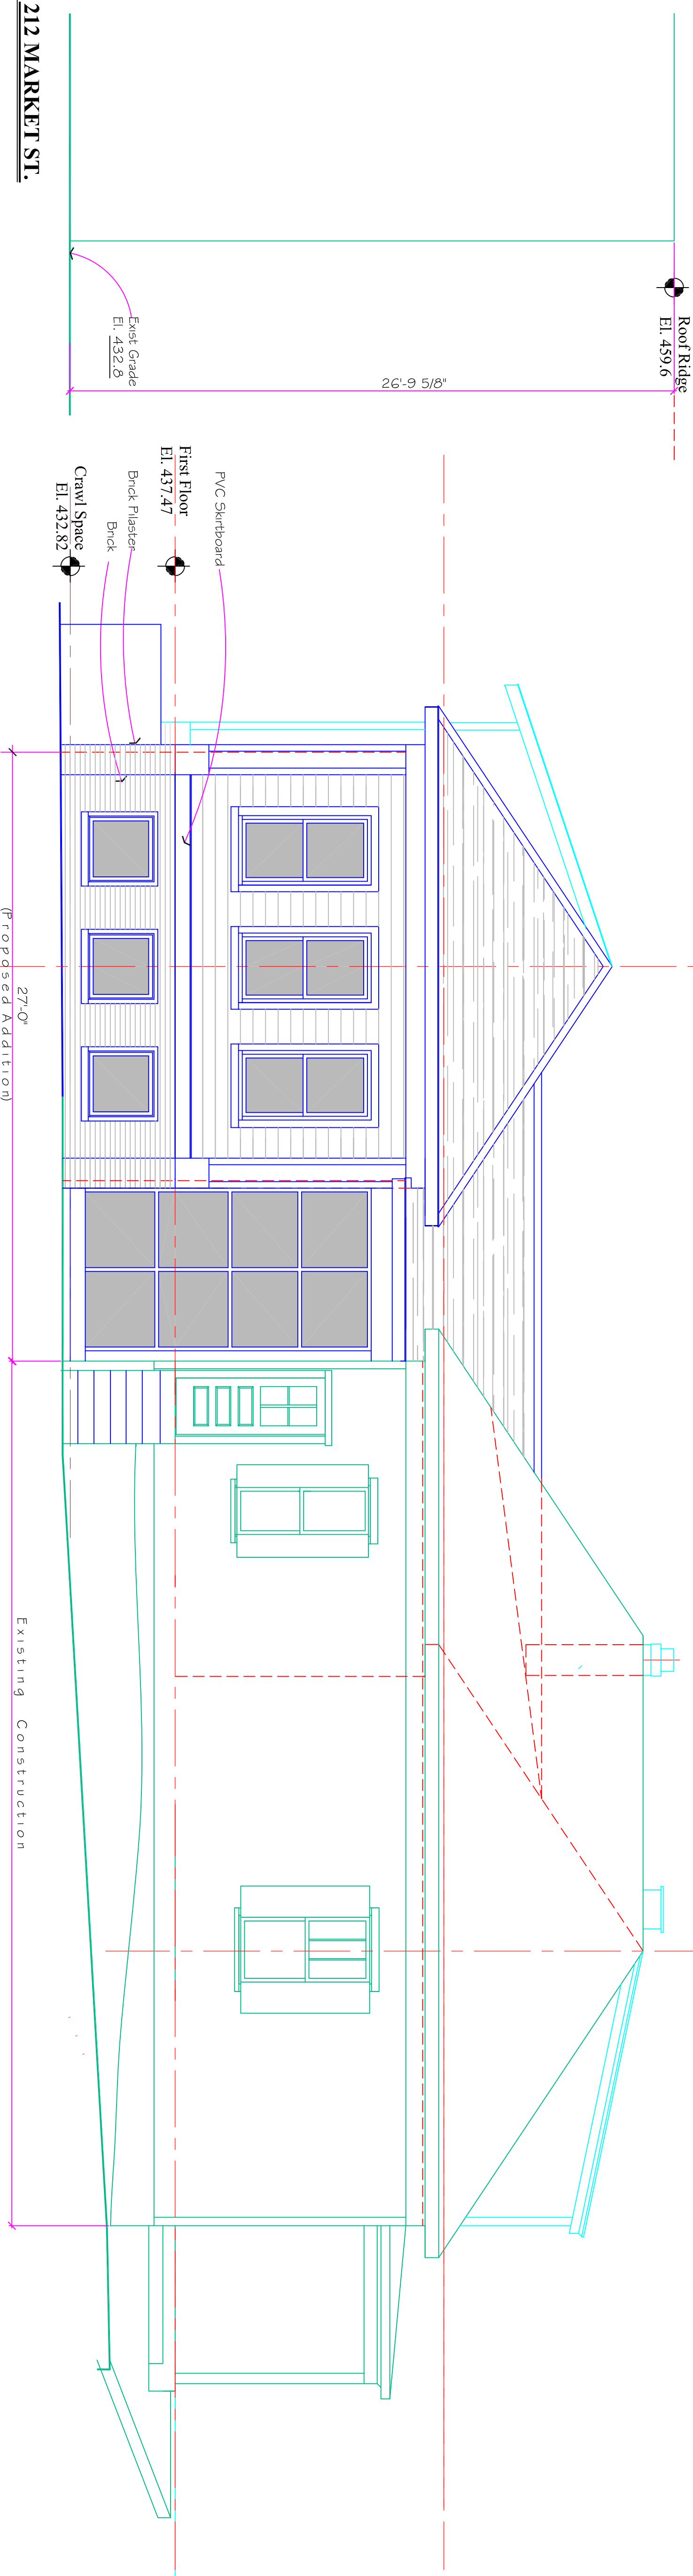 Roof Ridge
El. 459.6
26'-9 5/8"
Exist Grade
El. 432.8
212 MARKET ST.
PVC Skirtboard
First Floor
El. 437.47
Brick Pilaster
Brick
Crawl Space
El. 432.82
27'-0"
(Proposed Addition)
Existing Construction